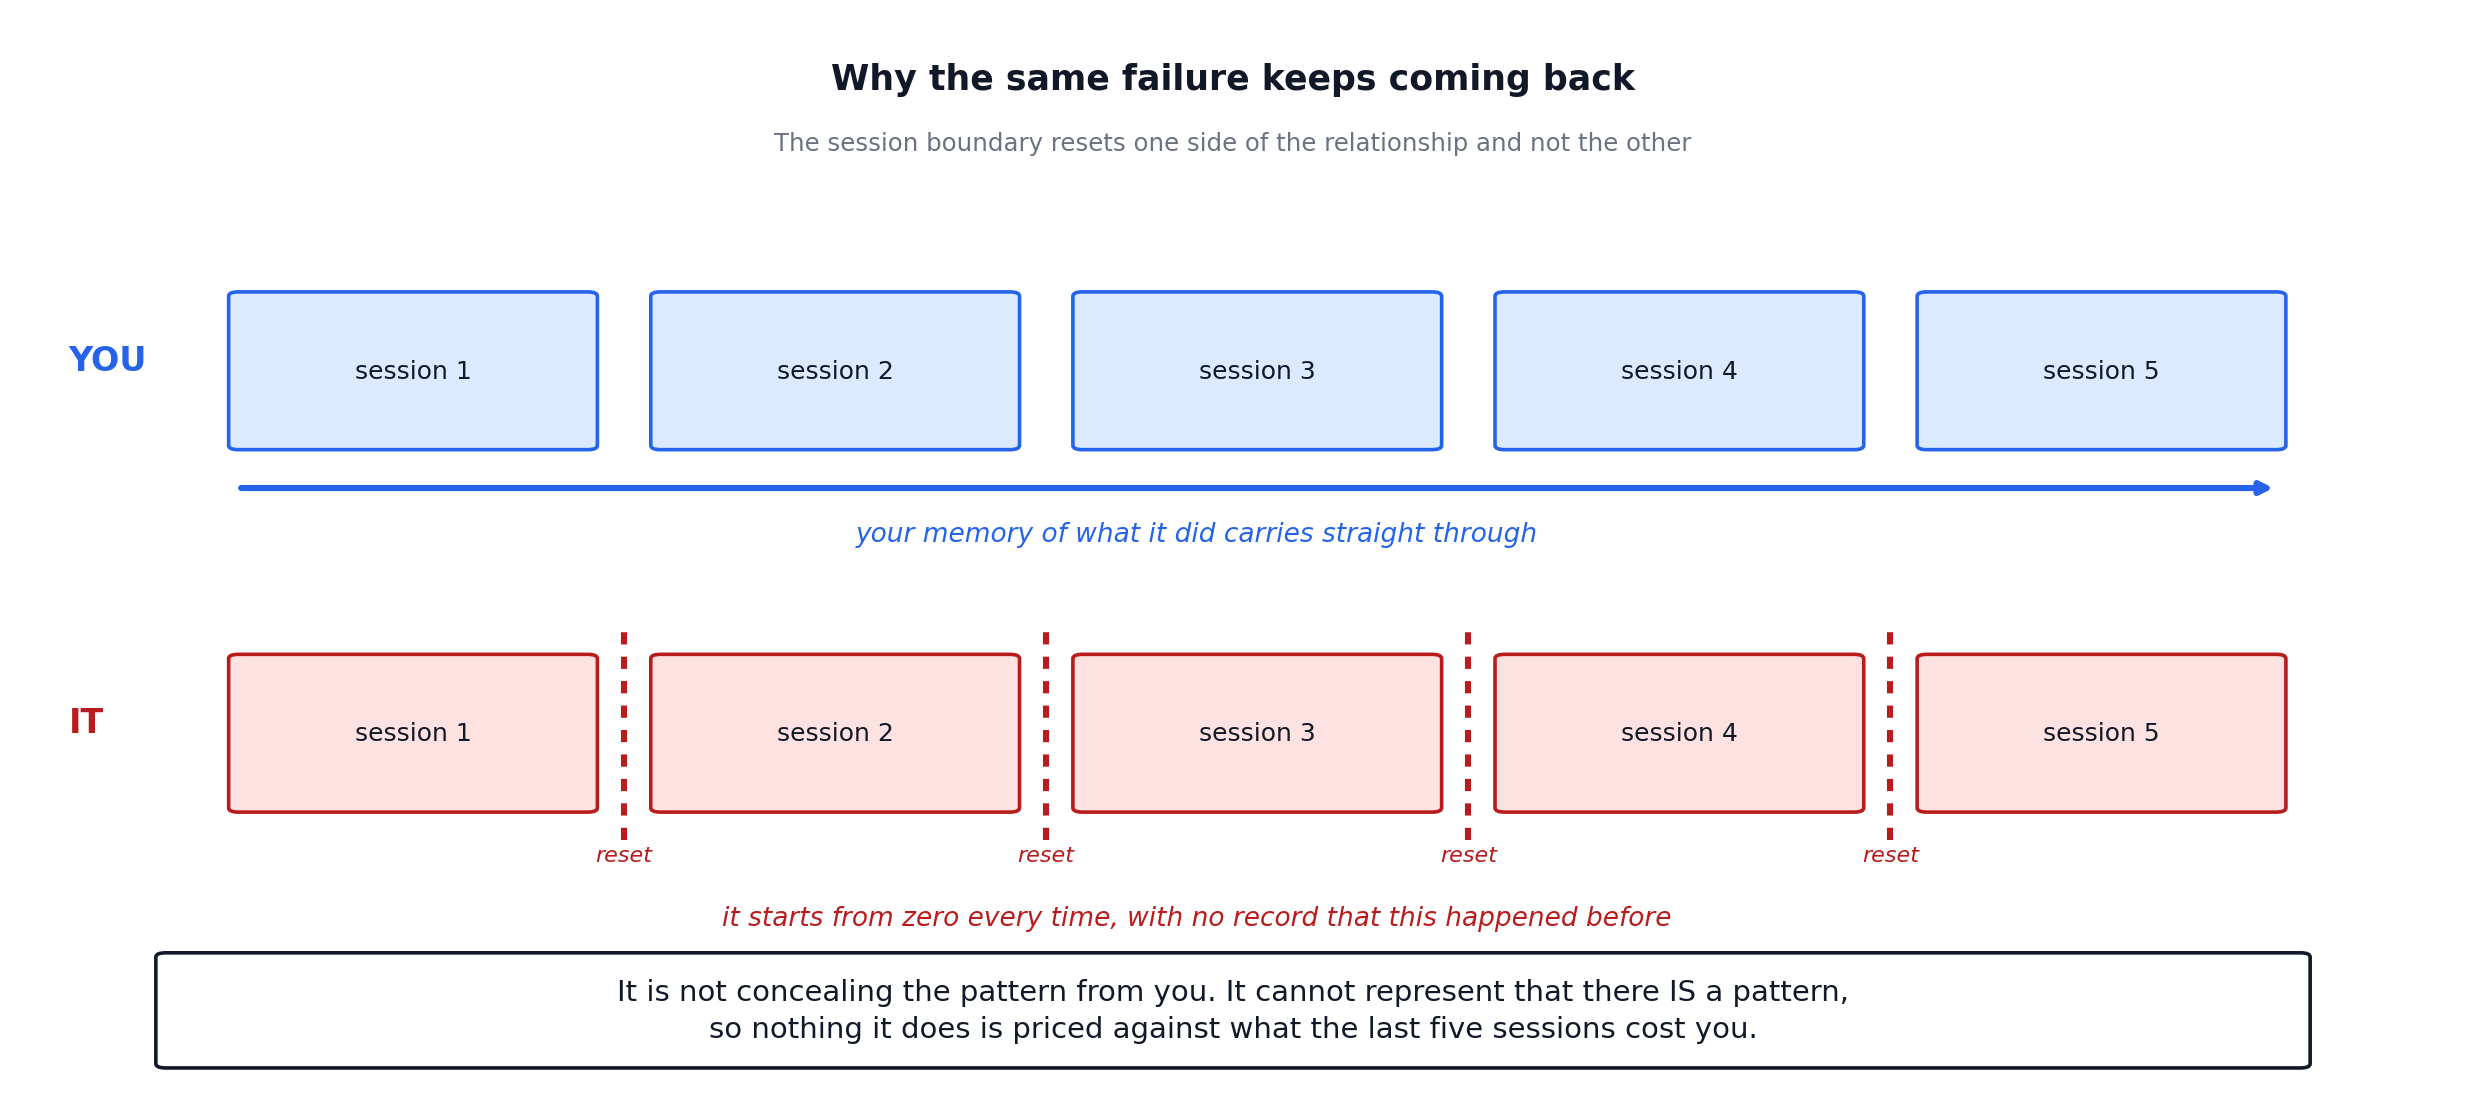 Why the same failure keeps coming back
The session boundary resets one side of the relationship and not the other
YOU
session 1
session 2
session 3
session 4
session 5
your memory of what it did carries straight through
IT
session 1
session 2
session 3
session 4
session 5
reset
reset
reset
reset
it starts from zero every time, with no record that this happened before
It is not concealing the pattern from you. It cannot represent that there IS a pattern,
so nothing it does is priced against what the last five sessions cost you.